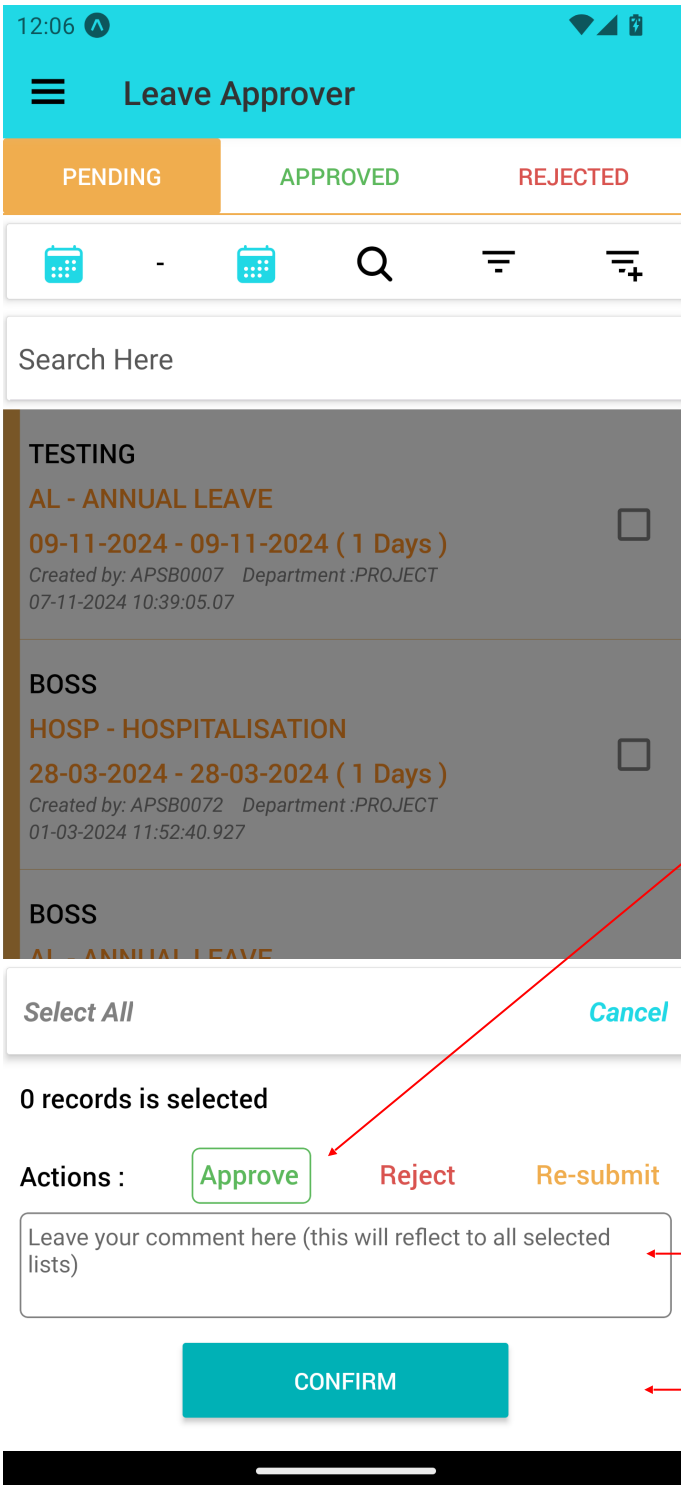 12:06
Leave Approver
PENDING APPROVED REJECTED
-
Search Here
TESTING
AL - ANNUAL LEAVE
09-11-2024 - 09-11-2024 ( 1 Days )
Created by: APSB0007 Department :PROJECT
07-11-2024 10:39:05.07
BOSS
HOSP - HOSPITALISATION
28-03-2024 - 28-03-2024 ( 1 Days )
Created by: APSB0072 Department :PROJECT
01-03-2024 11:52:40.927
BOSS
AL - ANNUAL LEAVE
Select All Cancel
0 records is selected
Actions : Approve Reject Re-submit
Leave your comment here (this will reflect to all selected
lists)
CONFIRM